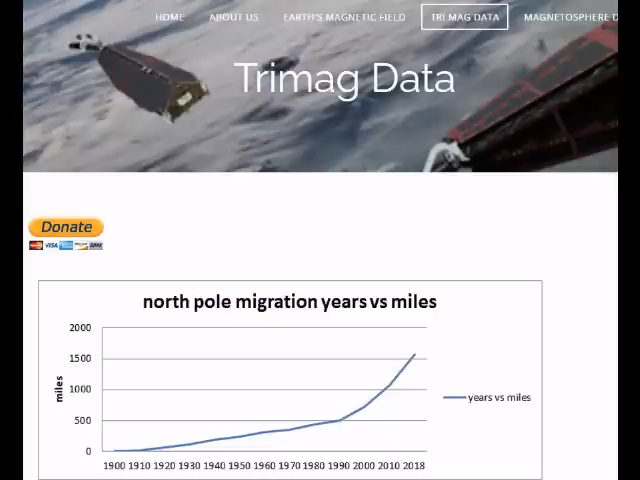 HOME ABOUT US EARTH'S MAGNETIC FIELD TRI MAG DATA MAGNETOSPHERE D
Trimag Data
Donate
VISA
north pole migration years vs miles
2000
1500
1000
500
0
miles
years vs miles
1900 1910 1920 1930 1940 1950 1960 1970 1980 1990 2000 2010 2018